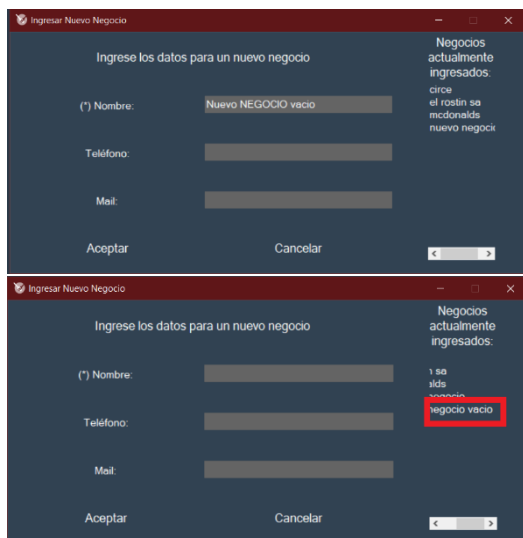 Ingresar Nuevo Negocio
Ingrese los datos para un nuevo negocio
Negocios
actualmente
ingresados:
(*) Nombre:
Nuevo NEGOCIO vacio
circe
el rostin sa
mcdonalds
nuevo negocio
Teléfono:
Mail:
Aceptar
Cancelar
Ingresar Nuevo Negocio
Ingrese los datos para un nuevo negocio
Negocios
actualmente
ingresados:
(*) Nombre:
n sa
alds
negocio
negocio vacio
Teléfono:
Mail:
Aceptar
Cancelar